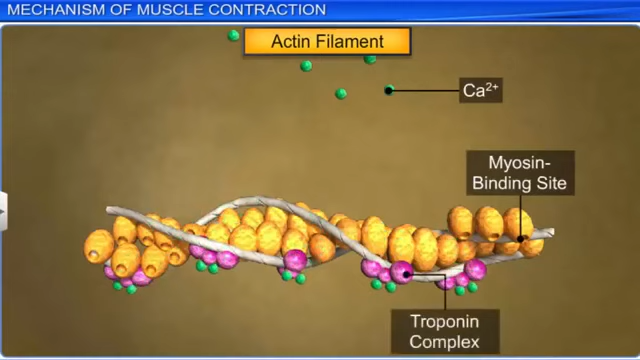 MECHANISM OF MUSCLE CONTRACTION
Actin Filament
Ca²⁺
Myosin-
Binding Site
Troponin
Complex